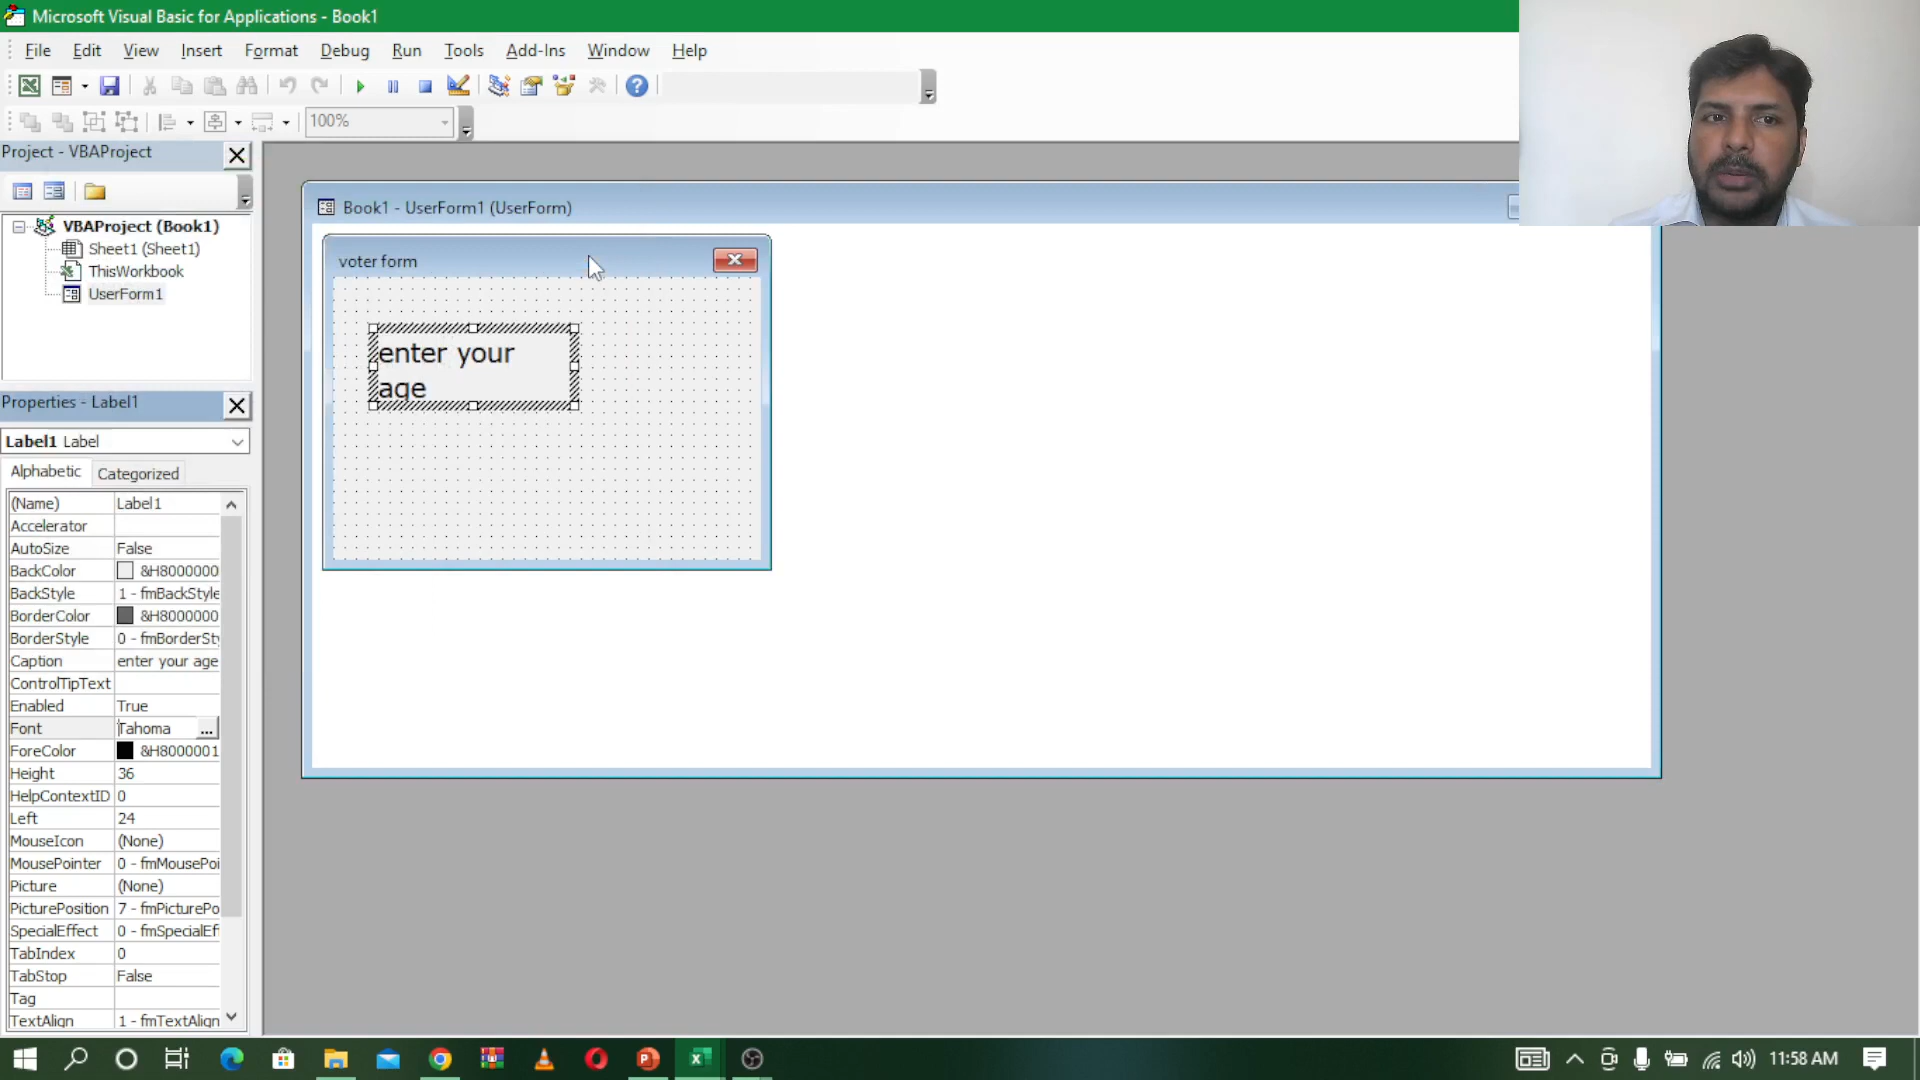 Microsoft Visual Basic for Applications - Book1
File Edit View Insert Format Debug Run Tools Add-Ins Window Help
100%
Project - VBAProject
VBAProject (Book1)
Sheet1 (Sheet1)
ThisWorkbook
UserForm1
Book1 - UserForm1 (UserForm)
voter form
enter your
age
Properties - Label1
Label1 Label
Alphabetic Categorized
(Name) Label1
Accelerator
AutoSize False
BackColor &H8000000
BackStyle 1 - fmBackStyle
BorderColor &H8000000
BorderStyle 0 - fmBorderSty
Caption enter your age
ControlTipText
Enabled True
Font Tahoma ...
ForeColor &H8000001
Height 36
HelpContextID 0
Left 24
MouseIcon (None)
MousePointer 0 - fmMousePoi
Picture (None)
PicturePosition 7 - fmPicturePo
SpecialEffect 0 - fmSpecialEff
TabIndex 0
TabStop False
Tag
TextAlign 1 - fmTextAlign
11:58 AM